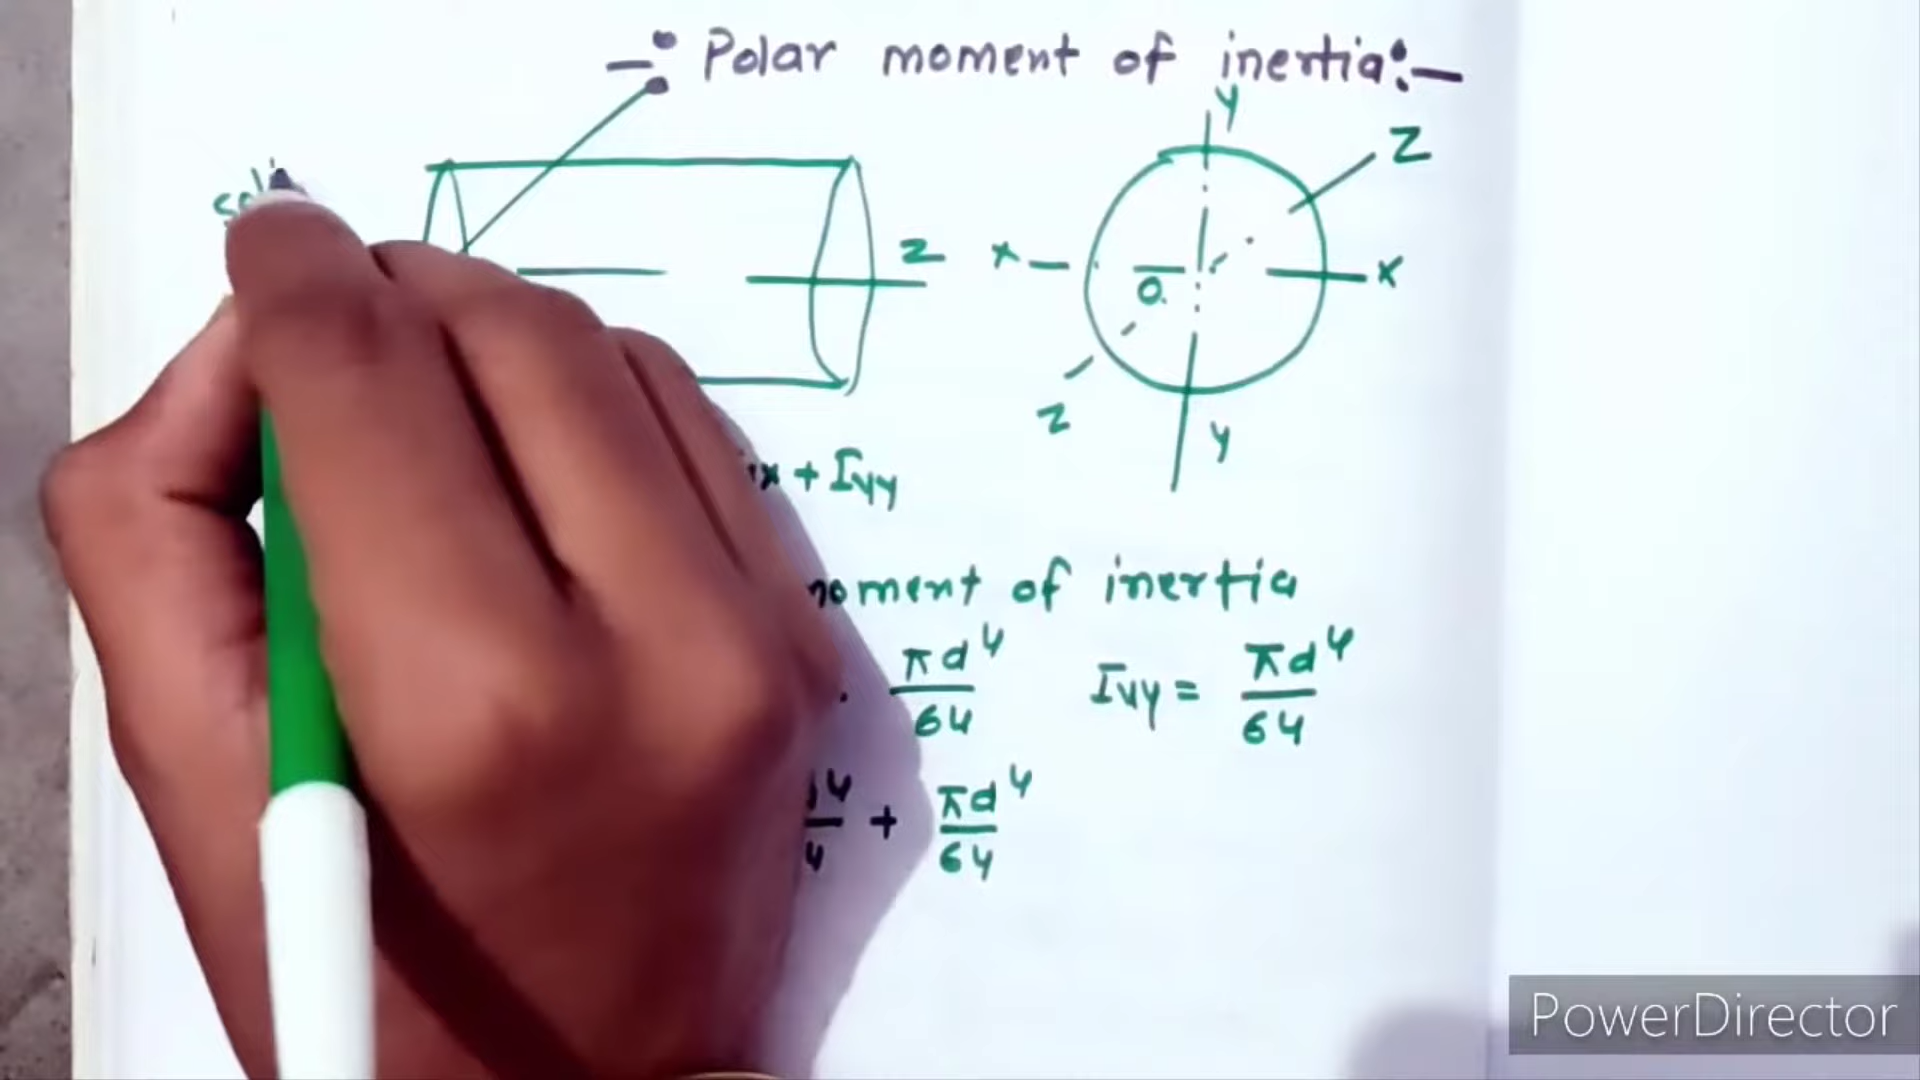 -: Polar moment of inertia:-
Y
Z
Z
X
X
O
Z
Y
+ Iyy
moment of inertia
πd⁴/64 Iyy = πd⁴/64
+ πd⁴/64
PowerDirector